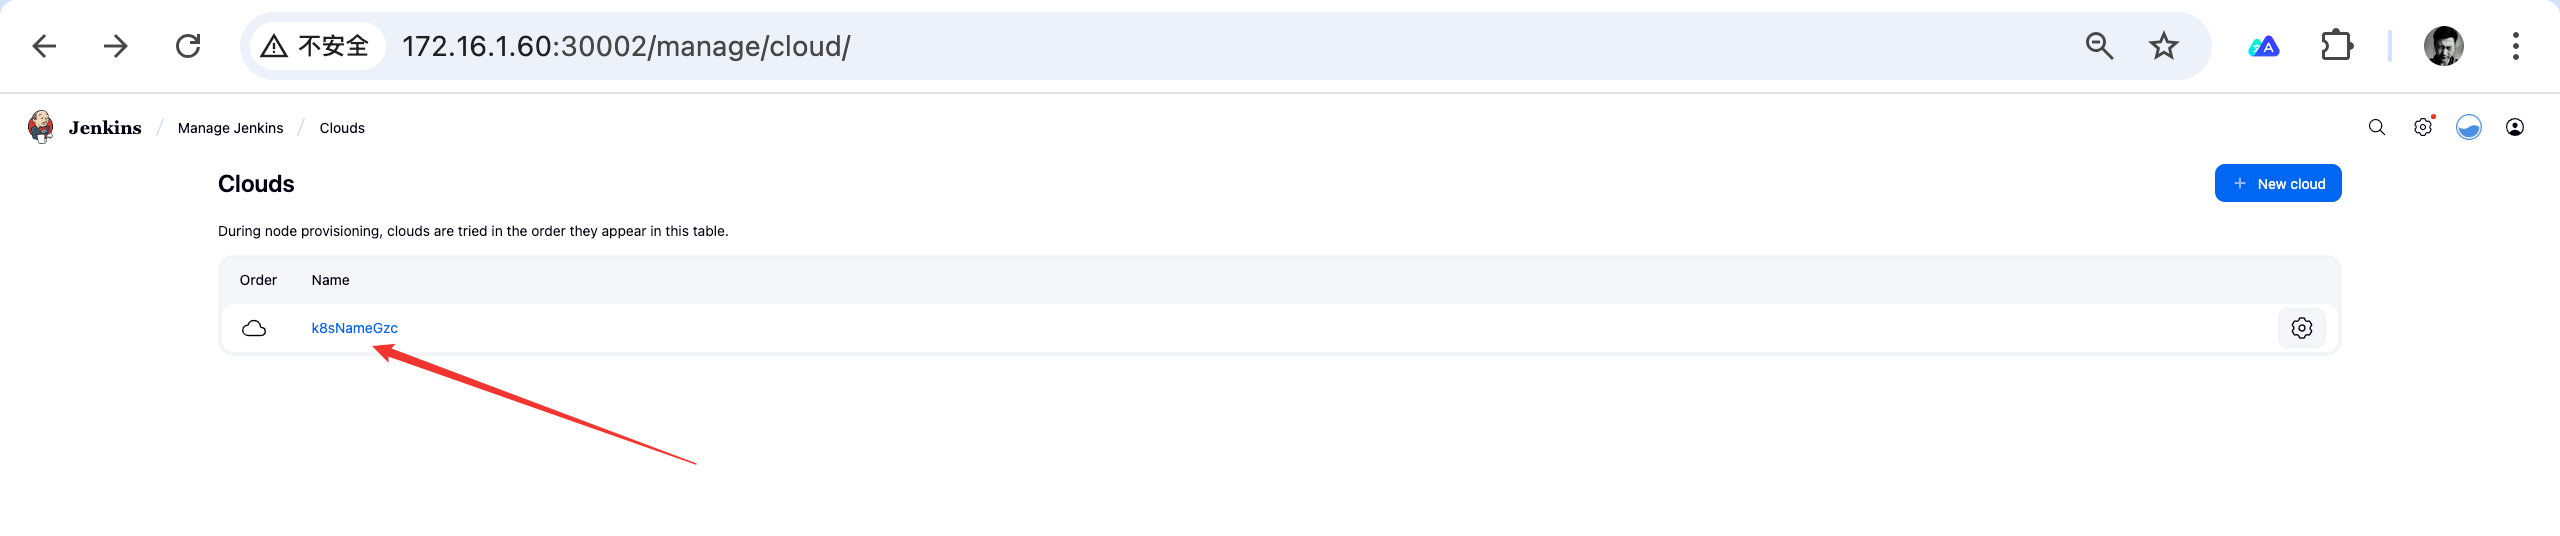 不安全 172.16.1.60:30002/manage/cloud/
Jenkins / Manage Jenkins / Clouds
Clouds
+ New cloud
During node provisioning, clouds are tried in the order they appear in this table.
Order Name
k8sNameGzc